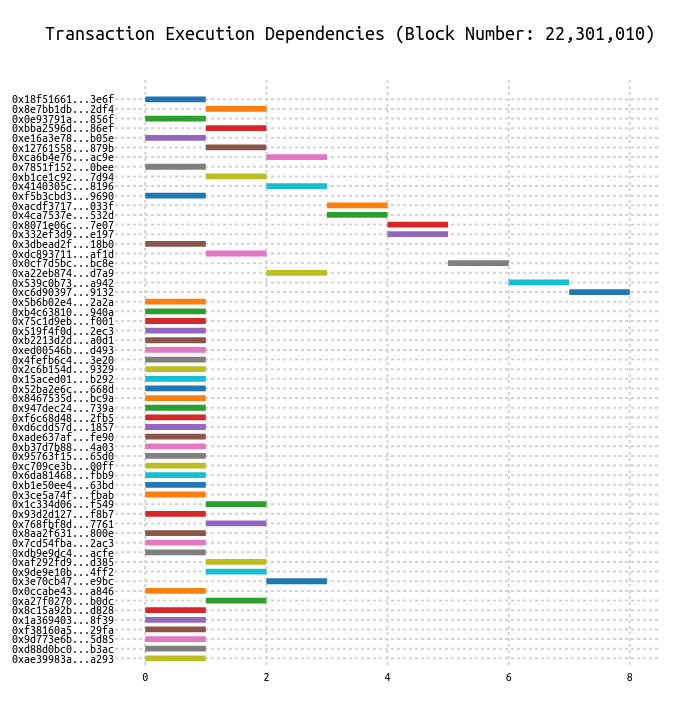 Transaction Execution Dependencies (Block Number: 22,301,010)
0x18f51661...3e6f
0x8e7bb1db...2df4
0x0e93791a...856f
0xbba2596d...86ef
0xe16a3e78...b05e
0x12761558...879b
0xca6b4e76...ac9e
0x7851f152...0bee
0xb1ce1c92...7d94
0x4140305c...8196
0xf5b3cbd3...9690
0xacdf3717...033f
0x4ca7537e...532d
0x8071e06c...7e07
0x332ef3d9...e197
0x3dbead2f...18b0
0xdc893711...af1d
0x0cf7d5bc...bc8e
0xa22eb874...d7a9
0x539c0b73...a942
0xc6d90397...9132
0x5b6b02e4...2a2a
0xb4c63810...940a
0x75c1d9eb...f001
0x519f4f0d...2ec3
0xb2213d2d...a0d1
0xed00546b...d493
0x4fefb6c4...3e20
0x2c6b154d...9329
0x15aced01...b292
0x52ba2e6c...668d
0x8467535d...bc9a
0x947dec24...739a
0xf6c68d48...2fb5
0xd6cdd57d...1857
0xade637af...fe90
0xb37d7b88...4a03
0x95763f15...65d0
0xc709ce3b...00ff
0x6da81468...fbb9
0xb1e50ee4...63bd
0x3ce5a74f...fbab
0x1c334d06...f549
0x93d2d127...f8b7
0x768fbf8d...7761
0x8aa2f631...800e
0x7cd54fba...2ac3
0xdb9e9dc4...acfe
0xaf292fd9...d385
0x9de9e10b...4ff2
0x3e70cb47...e9bc
0x0ccabe43...a846
0xa27f0270...b0dc
0x8c15a92b...d828
0x1a369403...8f39
0xf38160a5...29fa
0x9d773e6b...5d85
0xd88d0bc0...b3ac
0xae39983a...a293
0 2 4 6 8